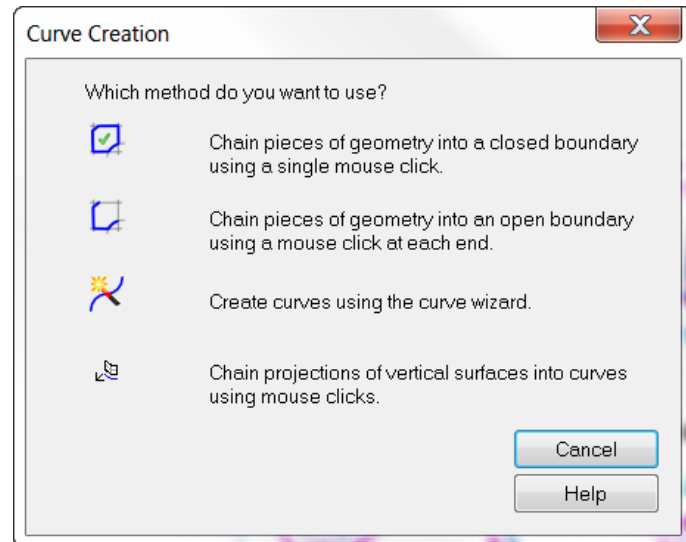 Curve Creation
Which method do you want to use?
Chain pieces of geometry into a closed boundary
using a single mouse click.
Chain pieces of geometry into an open boundary
using a mouse click at each end.
Create curves using the curve wizard.
Chain projections of vertical surfaces into curves
using mouse clicks.
Cancel
Help